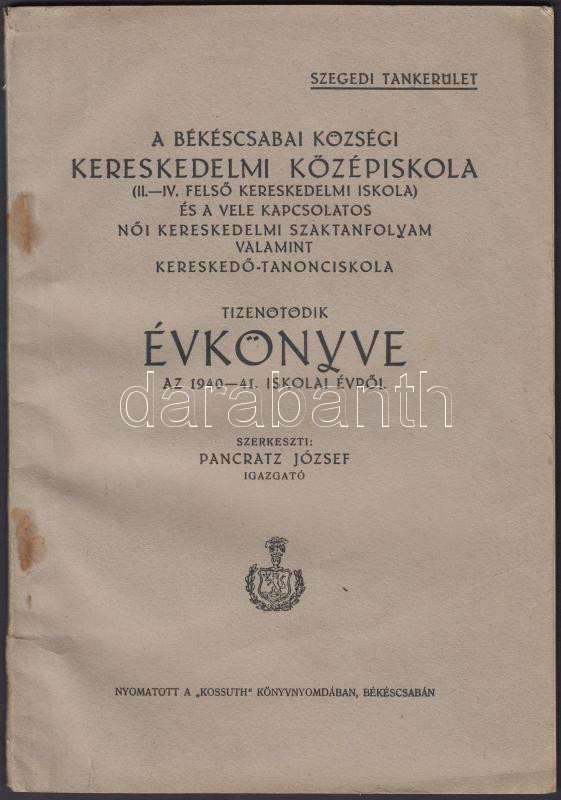 SZEGEDI TANKERÜLET
A BÉKÉSCSABAI KÖZSÉGI
KERESKEDELMI KÖZÉPISKOLA
(II.—IV. FELSŐ KERESKEDELMI ISKOLA)
ÉS A VELE KAPCSOLATOS
NŐI KERESKEDELMI SZAKTANFOLYAM
VALAMINT
KERESKEDŐ-TANONCISKOLA
TIZENÖTÖDIK
ÉVKÖNYVE
AZ 1940—41. ISKOLAI ÉVRŐL
darabanth
SZERKESZTI:
PANCRATZ JÓZSEF
IGAZGATÓ
NYOMATOTT A „KOSSUTH" KÖNYVNYOMDÁBAN, BÉKÉSCSABÁN